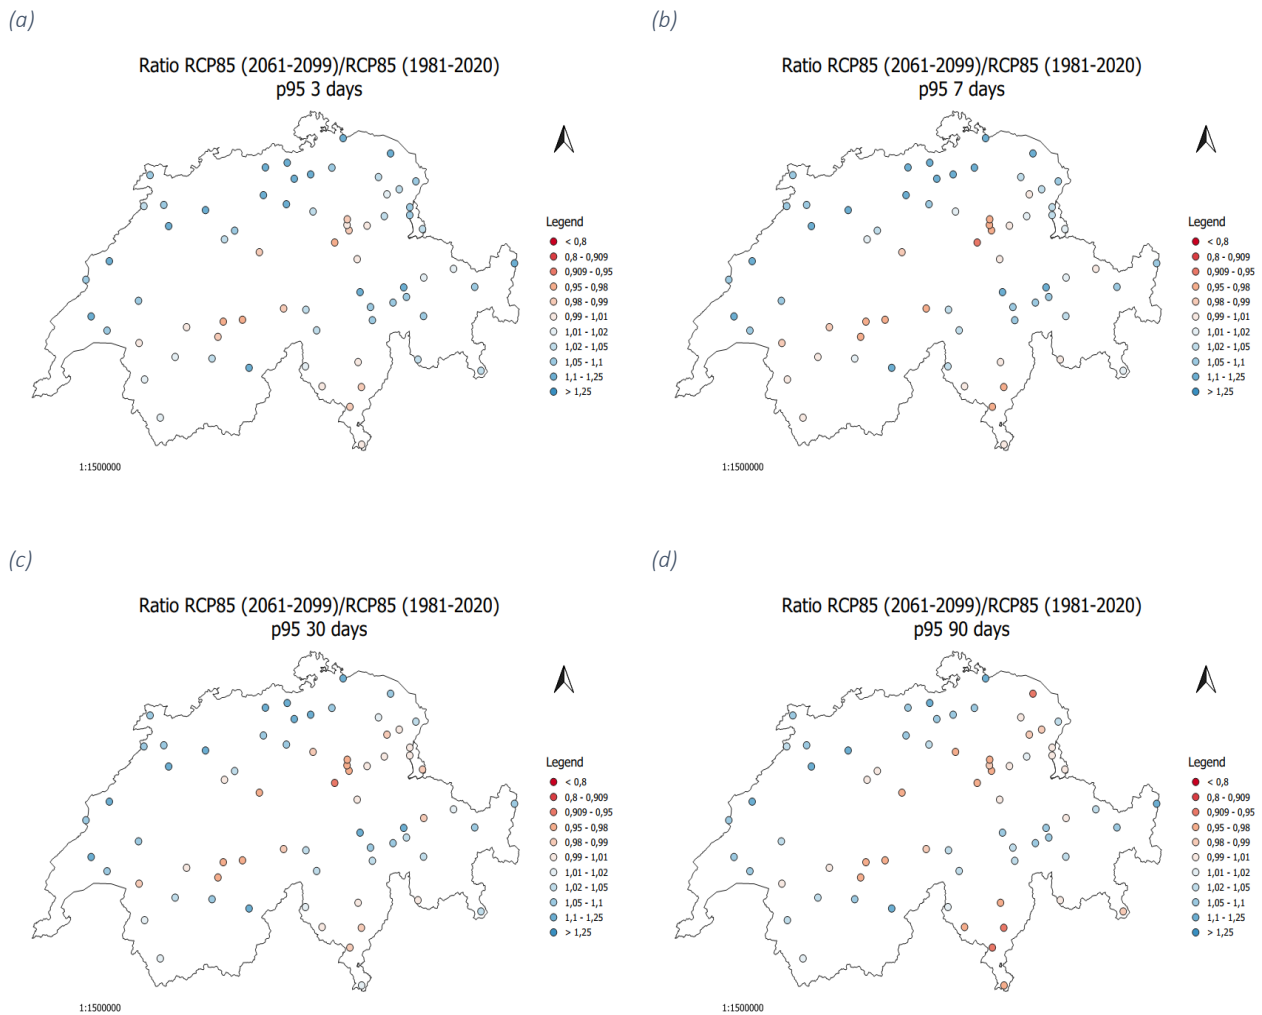 (a)
Ratio RCP85 (2061-2099)/RCP85 (1981-2020)
p95 3 days
Legend
< 0,8
0,8 - 0,909
0,909 - 0,95
0,95 - 0,98
0,98 - 0,99
0,99 - 1,01
1,01 - 1,02
1,02 - 1,05
1,05 - 1,1
1,1 - 1,25
> 1,25
1:1500000
(b)
Ratio RCP85 (2061-2099)/RCP85 (1981-2020)
p95 7 days
Legend
< 0,8
0,8 - 0,909
0,909 - 0,95
0,95 - 0,98
0,98 - 0,99
0,99 - 1,01
1,01 - 1,02
1,02 - 1,05
1,05 - 1,1
1,1 - 1,25
> 1,25
1:1500000
(c)
Ratio RCP85 (2061-2099)/RCP85 (1981-2020)
p95 30 days
Legend
< 0,8
0,8 - 0,909
0,909 - 0,95
0,95 - 0,98
0,98 - 0,99
0,99 - 1,01
1,01 - 1,02
1,02 - 1,05
1,05 - 1,1
1,1 - 1,25
> 1,25
1:1500000
(d)
Ratio RCP85 (2061-2099)/RCP85 (1981-2020)
p95 90 days
Legend
< 0,8
0,8 - 0,909
0,909 - 0,95
0,95 - 0,98
0,98 - 0,99
0,99 - 1,01
1,01 - 1,02
1,02 - 1,05
1,05 - 1,1
1,1 - 1,25
> 1,25
1:1500000